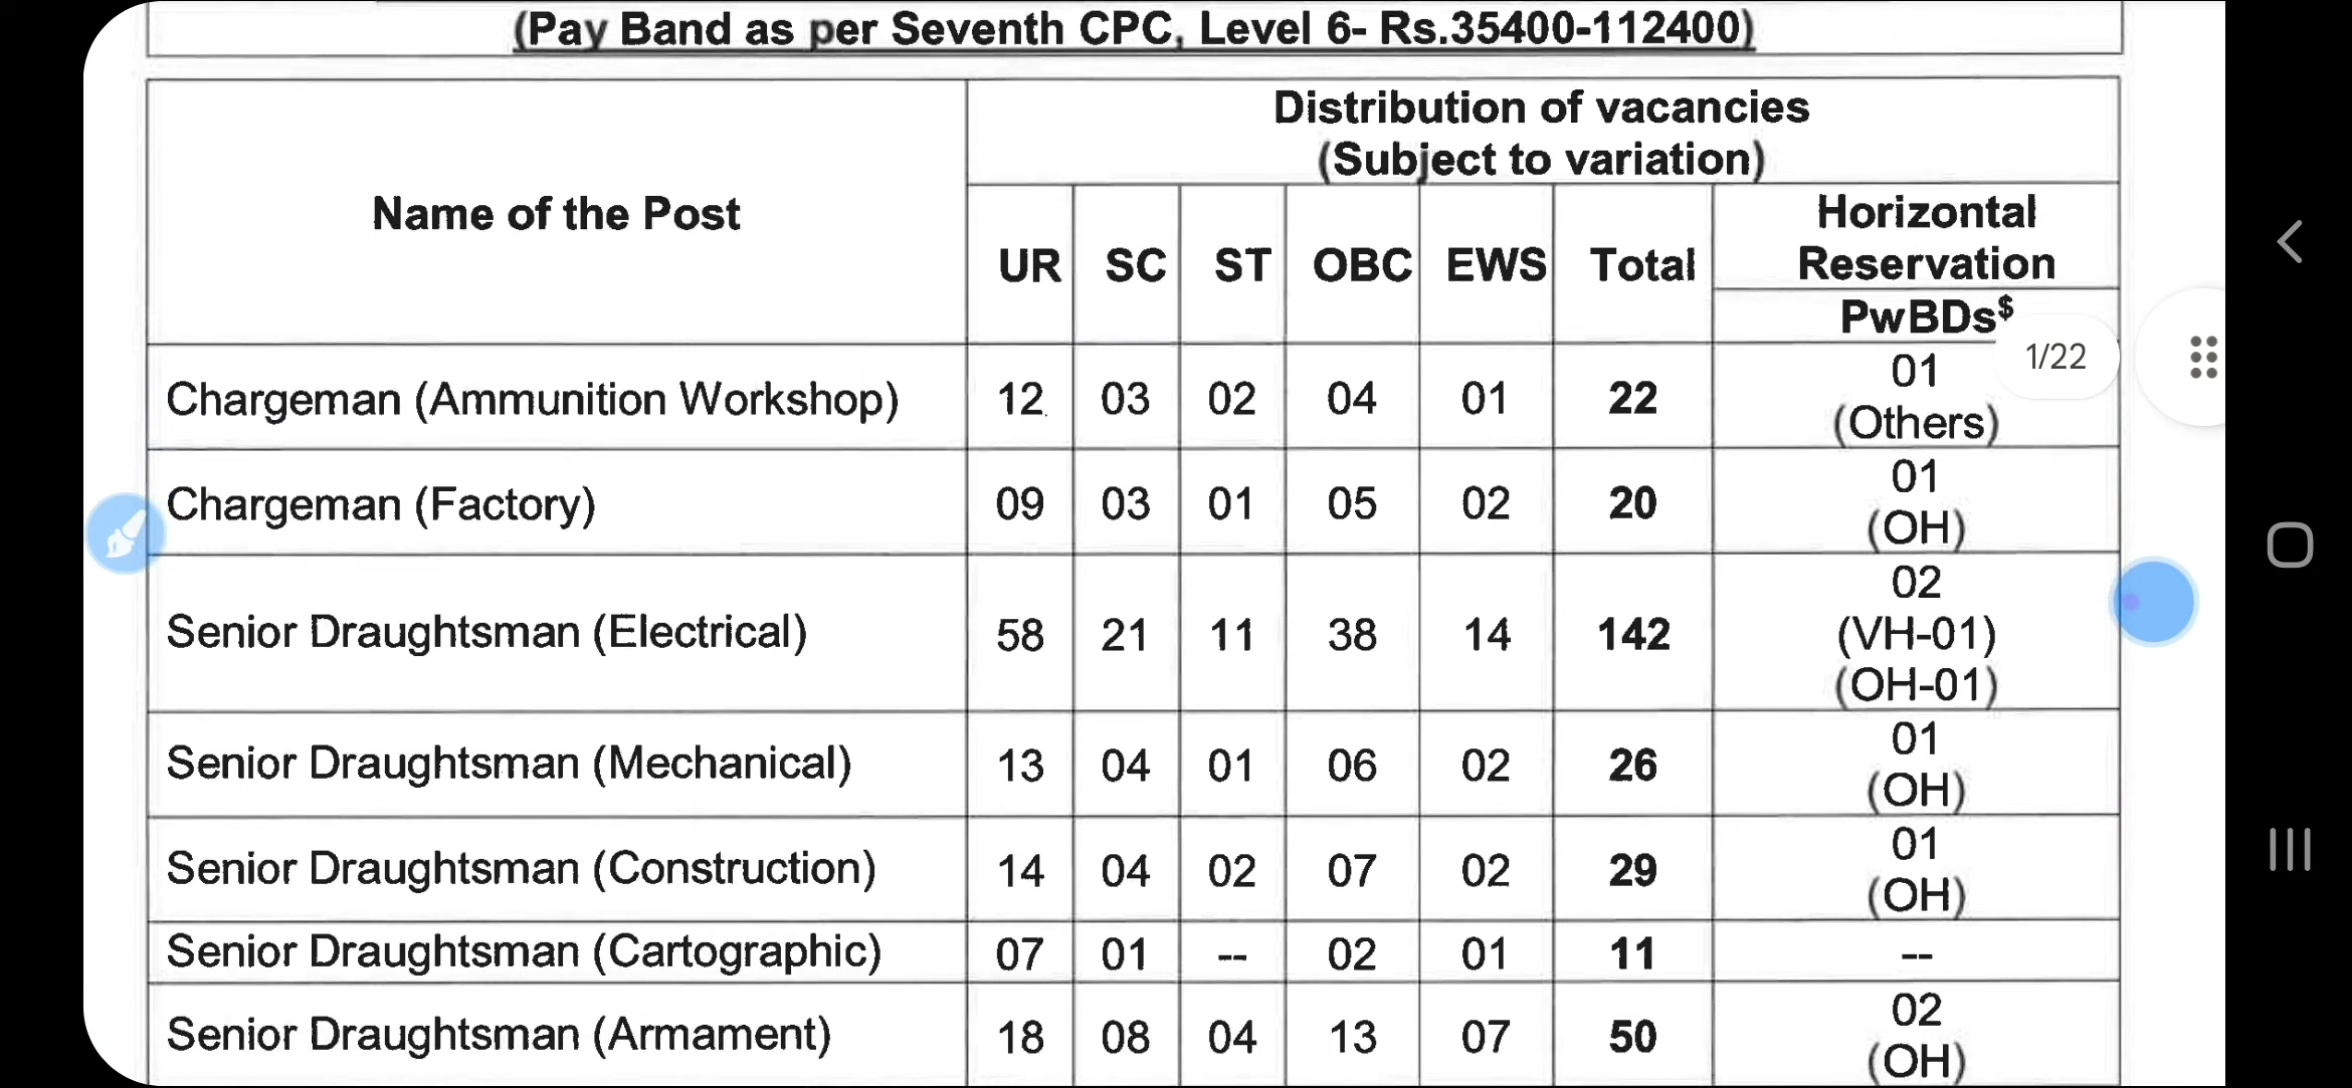 (Pay Band as per Seventh CPC, Level 6- Rs.35400-112400)
Name of the Post
Distribution of vacancies
(Subject to variation)
UR SC ST OBC EWS Total
Horizontal
Reservation
PwBDs$
1/22
Chargeman (Ammunition Workshop) 12 03 02 04 01 22 01
(Others)
Chargeman (Factory) 09 03 01 05 02 20 01
(OH)
Senior Draughtsman (Electrical) 58 21 11 38 14 142 02
(VH-01)
(OH-01)
Senior Draughtsman (Mechanical) 13 04 01 06 02 26 01
(OH)
Senior Draughtsman (Construction) 14 04 02 07 02 29 01
(OH)
Senior Draughtsman (Cartographic) 07 01 -- 02 01 11 --
Senior Draughtsman (Armament) 18 08 04 13 07 50 02
(OH)